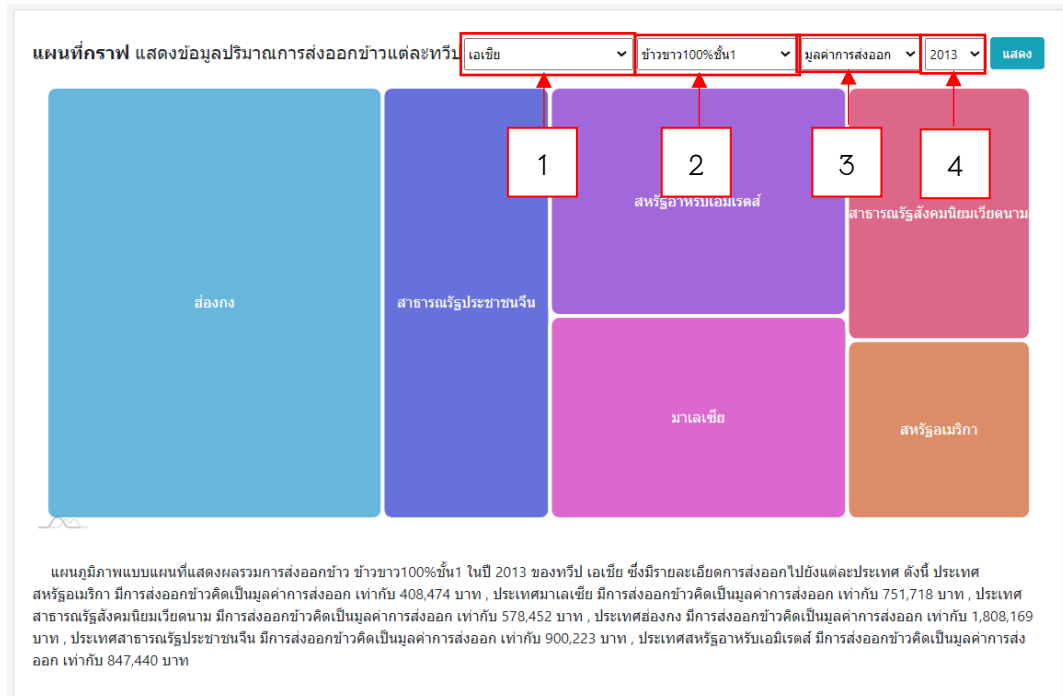 แผนที่กราฟ แสดงข้อมูลปริมาณการส่งออกข้าวแต่ละทวีป เอเชีย ข้าวขาว100%ชั้น1 มูลค่าการส่งออก 2013 แสดง
1 2 3 4
สหรัฐอาหรับเอมิเรตส์
สาธารณรัฐสังคมนิยมเวียดนาม
ฮ่องกง
สาธารณรัฐประชาชนจีน
มาเลเซีย
สหรัฐอเมริกา
แผนภูมิภาพแบบแผนที่แสดงผลรวมการส่งออกข้าว ข้าวขาว100%ชั้น1 ในปี 2013 ของทวีป เอเชีย ซึ่งมีรายละเอียดการส่งออกไปยังแต่ละประเทศ ดังนี้ ประเทศ
สหรัฐอเมริกา มีการส่งออกข้าวคิดเป็นมูลค่าการส่งออก เท่ากับ 408,474 บาท , ประเทศมาเลเซีย มีการส่งออกข้าวคิดเป็นมูลค่าการส่งออก เท่ากับ 751,718 บาท , ประเทศ
สาธารณรัฐสังคมนิยมเวียดนาม มีการส่งออกข้าวคิดเป็นมูลค่าการส่งออก เท่ากับ 578,452 บาท , ประเทศฮ่องกง มีการส่งออกข้าวคิดเป็นมูลค่าการส่งออก เท่ากับ 1,808,169
บาท , ประเทศสาธารณรัฐประชาชนจีน มีการส่งออกข้าวคิดเป็นมูลค่าการส่งออก เท่ากับ 900,223 บาท , ประเทศสหรัฐอาหรับเอมิเรตส์ มีการส่งออกข้าวคิดเป็นมูลค่าการส่ง
ออก เท่ากับ 847,440 บาท